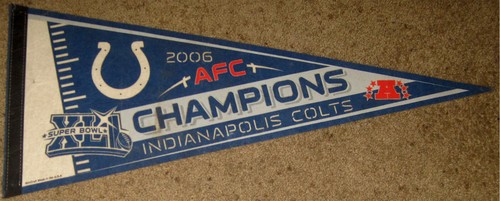 2006
AFC
CHAMPIONS
INDIANAPOLIS COLTS
XLI
SUPER BOWL
A